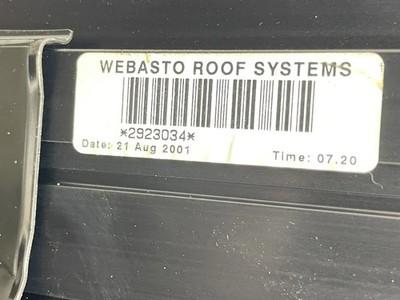 WEBASTO ROOF SYSTEMS
*2923034*
Date: 21 Aug 2001 Time: 07.20